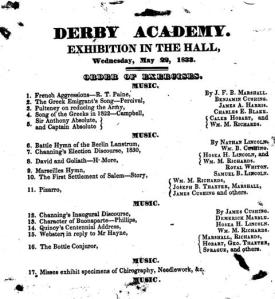 DERBY ACADEMY.
EXHIBITION IN THE HALL,
Wednesday, May 22, 1833.
ORDER OF EXERCISES.
MUSIC.
1. French Aggressions—R. T. Paine, By J. F. B. MARSHALL.
2. The Greek Emigrant's Song—Percival, BENJAMIN CUSHING.
3. Pulteney on reducing the Army, JAMES A. HARRIS.
4. Song of the Greeks in 1822—Campbell, CHARLES E. BLAKE.
5. Sir Anthony Absolute, and Captain Absolute } { CALEB HOBART, and WM. M. RICHARDS.
MUSIC.
6. Battle Hymn of the Berlin Lanstrum, By NATHAN LINCOLN.
7. Channing's Election Discourse, 1830, WM. D. CUSHING.
8. David and Goliath—H. More, { HOSEA H. LINCOLN, and WM. M. RICHARDS.
9. Marseilles Hymn, ROYAL WHITON.
10. The First Settlement of Salem—Story, SAMUEL B. LINCOLN.
11. Pizarro, { WM. M. RICHARDS, JOSEPH B. THAXTER, MARSHALL, JAMES CUSHING and others.
MUSIC.
12. Channing's Inaugural Discourse, By JAMES CUSHING.
13. Character of Bonaparte—Phillips, DEMERICK MARBLE.
14. Quincy's Centennial Address, HOSEA H. LINCOLN.
15. Webster; in reply to Mr Hayne, WM. M. RICHARDS.
16. The Bottle Conjuror, { MARSHALL, RICHARDS, HOBART, GEO. THAXTER, SPRAGUE, and others.
MUSIC.
17. Misses exhibit specimens of Chirography, Needlework, &c.
MUSIC.